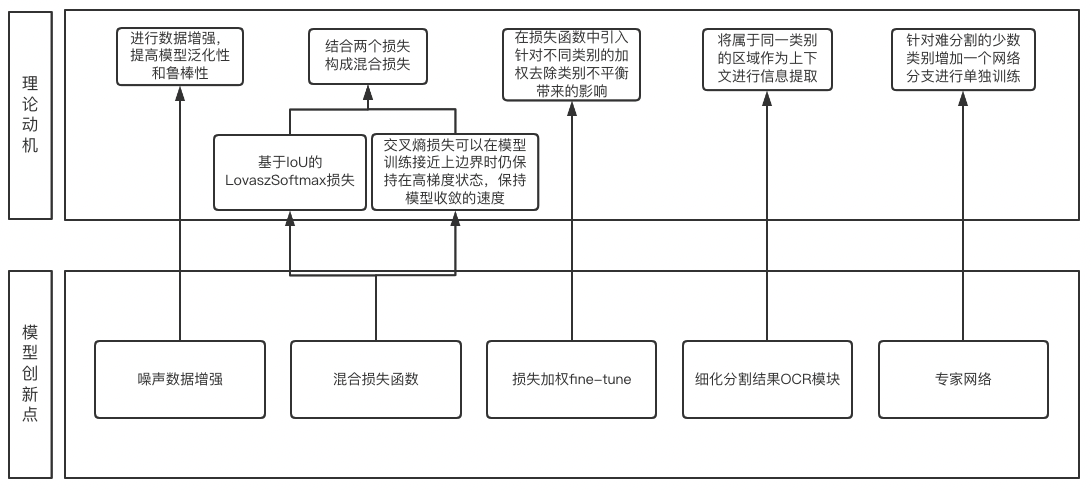 理
论
动
机
进行数据增强，
提高模型泛化性
和鲁棒性
结合两个损失
构成混合损失
在损失函数中引入
针对不同类别的加
权去除类别不平衡
带来的影响
将属于同一类别
的区域作为上下
文进行信息提取
针对难分割的少数
类别增加一个网络
分支进行单独训练
基于IoU的
LovaszSoftmax损失
交叉熵损失可以在模型
训练接近上边界时仍保
持在高梯度状态，保持
模型收敛的速度
模
型
创
新
点
噪声数据增强
混合损失函数
损失加权fine-tune
细化分割结果OCR模块
专家网络